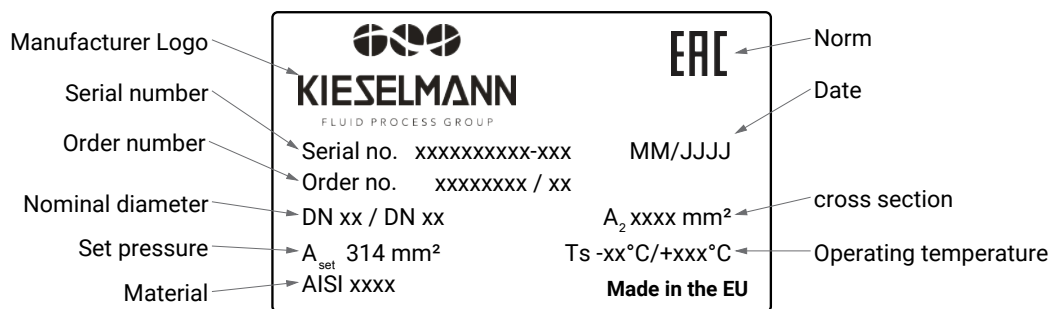 Manufacturer Logo
Serial number
Order number
Nominal diameter
Set pressure
Material
KIESELMANN
FLUID PROCESS GROUP
EAC
Serial no. xxxxxxxxxx-xxx MM/JJJJ
Order no. xxxxxxxx / xx
DN xx / DN xx A₂ xxxx mm²
Aset 314 mm² Ts -xx°C/+xxx°C
AISI xxxx Made in the EU
Norm
Date
cross section
Operating temperature